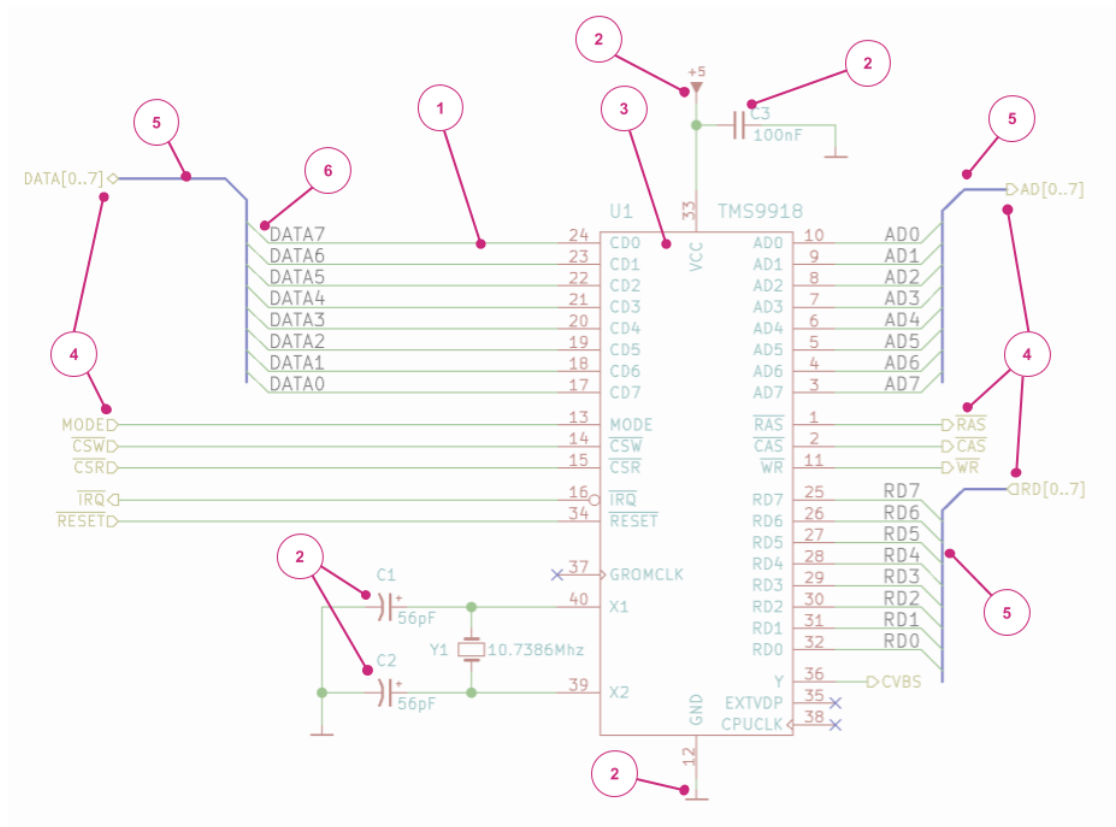 2
2
+5
1
3
5
5
C3
100nF
DATA[0..7]
AD[0..7]
6
U1
33
TMS9918
VCC
DATA7 24 CD0 AD0 10 AD0
DATA6 23 CD1 AD1 9 AD1
DATA5 22 CD2 AD2 8 AD2
DATA4 21 CD3 AD3 7 AD3
DATA3 20 CD4 AD4 6 AD4
DATA2 19 CD5 AD5 5 AD5
4
4
DATA1 18 CD6 AD6 4 AD6
DATA0 17 CD7 AD7 3 AD7
MODE 13 MODE RAS 1 RAS
CSW 14 CSW CAS 2 CAS
CSR 15 CSR WR 11 WR
RD[0..7]
IRQ 16 IRQ RD7 25 RD7
RESET 34 RESET RD6 26 RD6
RD5 27 RD5
2
RD4 28 RD4
C1
37 GROMCLK RD3 29 RD3
56pF
40 X1 RD2 30 RD2
5
RD1 31 RD1
Y1 10.7386Mhz
RD0 32 RD0
C2
56pF
39 X2
Y 36 CVBS
EXTVDP 35
CPUCLK 38
GND
12
2